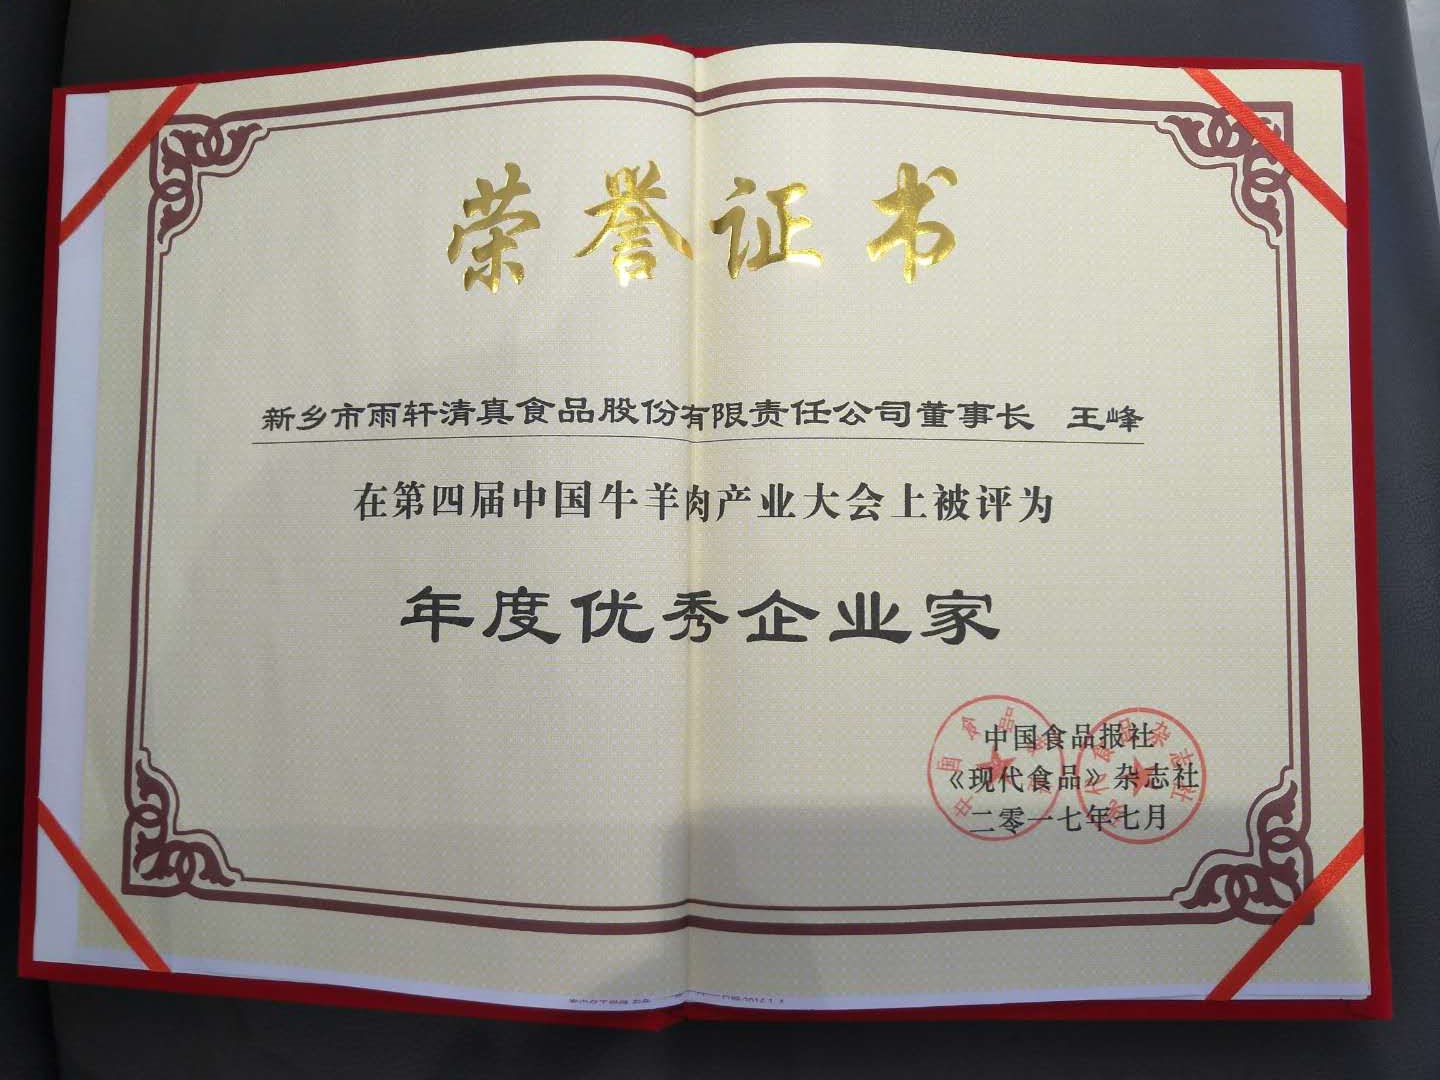 荣誉证书
新乡市雨轩清真食品股份有限责任公司董事长 王峰
在第四届中国牛羊肉产业大会上被评为
年度优秀企业家
中国食品报社
《现代食品》杂志社
二零一七年七月